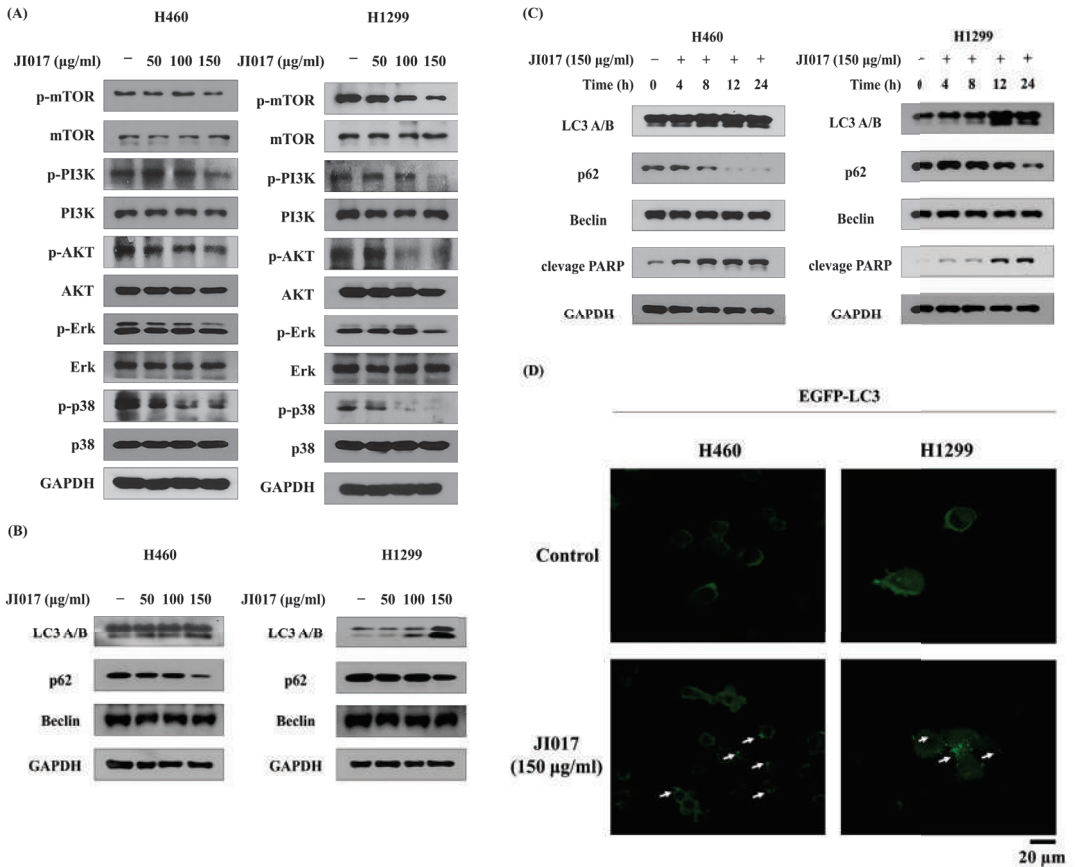 (A)
H460 H1299
JI017 (μg/ml) – 50 100 150 JI017 (μg/ml) – 50 100 150
p-mTOR p-mTOR
mTOR mTOR
p-PI3K p-PI3K
PI3K PI3K
p-AKT p-AKT
AKT AKT
p-Erk p-Erk
Erk Erk
p-p38 p-p38
p38 p38
GAPDH GAPDH
(B)
H460 H1299
JI017 (μg/ml) – 50 100 150 JI017 (μg/ml) – 50 100 150
LC3 A/B LC3 A/B
p62 p62
Beclin Beclin
GAPDH GAPDH
(C)
H460 H1299
JI017 (150 μg/ml) – + + + + JI017 (150 μg/ml) – + + + +
Time (h) 0 4 8 12 24 Time (h) 0 4 8 12 24
LC3 A/B LC3 A/B
p62 p62
Beclin Beclin
clevage PARP clevage PARP
GAPDH GAPDH
(D)
EGFP-LC3
H460 H1299
Control
JI017
(150 μg/ml)
20 μm